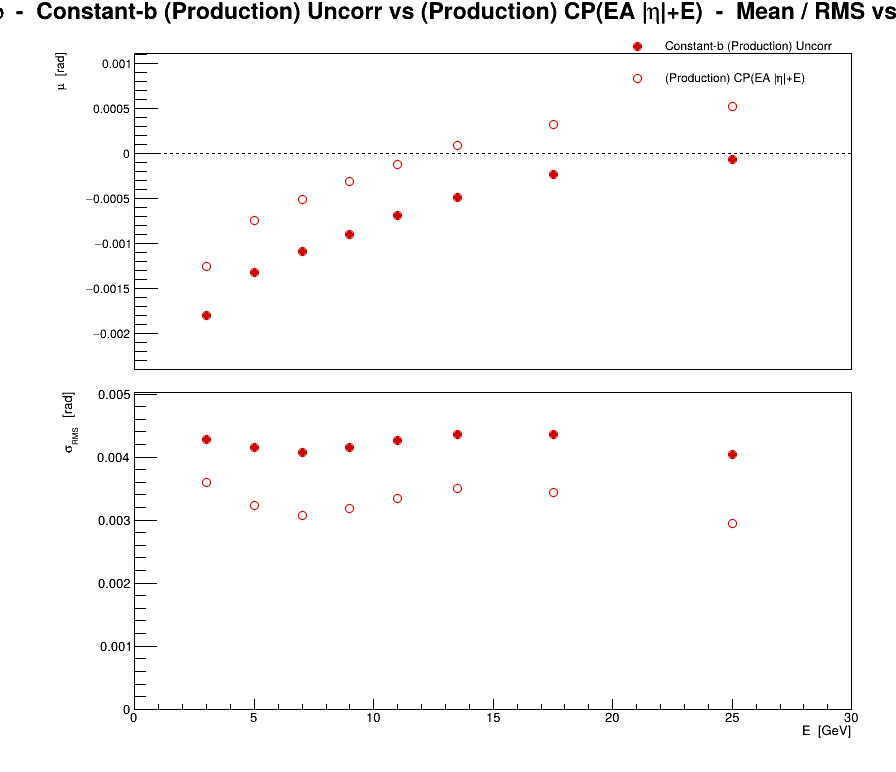 - Constant-b (Production) Uncorr vs (Production) CP(EA |η|+E) - Mean / RMS vs
μ [rad]
Constant-b (Production) Uncorr
(Production) CP(EA |η|+E)
0.001
0.0005
0
−0.0005
−0.001
−0.0015
−0.002
σRMS [rad]
0.005
0.004
0.003
0.002
0.001
0
0 5 10 15 20 25 30
E [GeV]